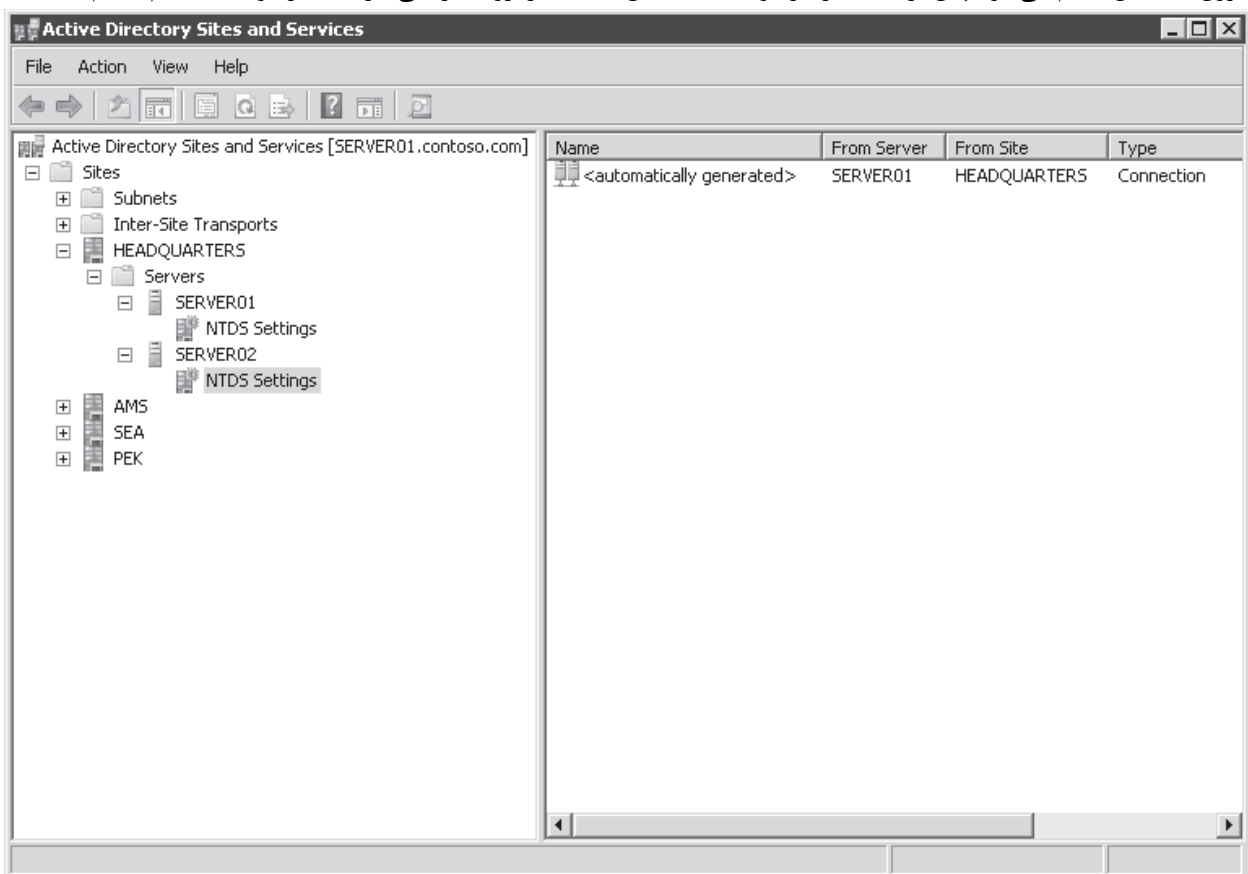 Active Directory Sites and Services
File Action View Help
Active Directory Sites and Services [SERVER01.contoso.com]
Sites
Subnets
Inter-Site Transports
HEADQUARTERS
Servers
SERVER01
NTDS Settings
SERVER02
NTDS Settings
AMS
SEA
PEK
Name From Server From Site Type
<automatically generated> SERVER01 HEADQUARTERS Connection